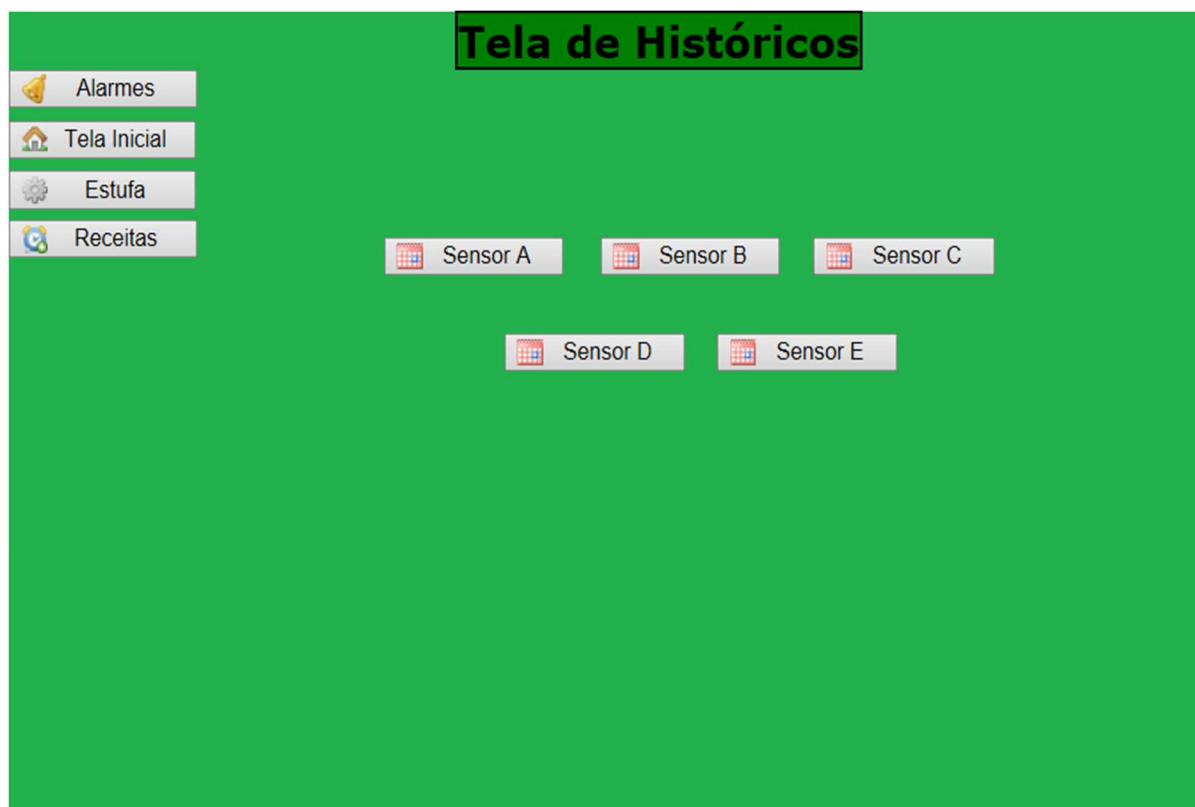 Tela de Históricos
Alarmes
Tela Inicial
Estufa
Receitas
Sensor A
Sensor B
Sensor C
Sensor D
Sensor E